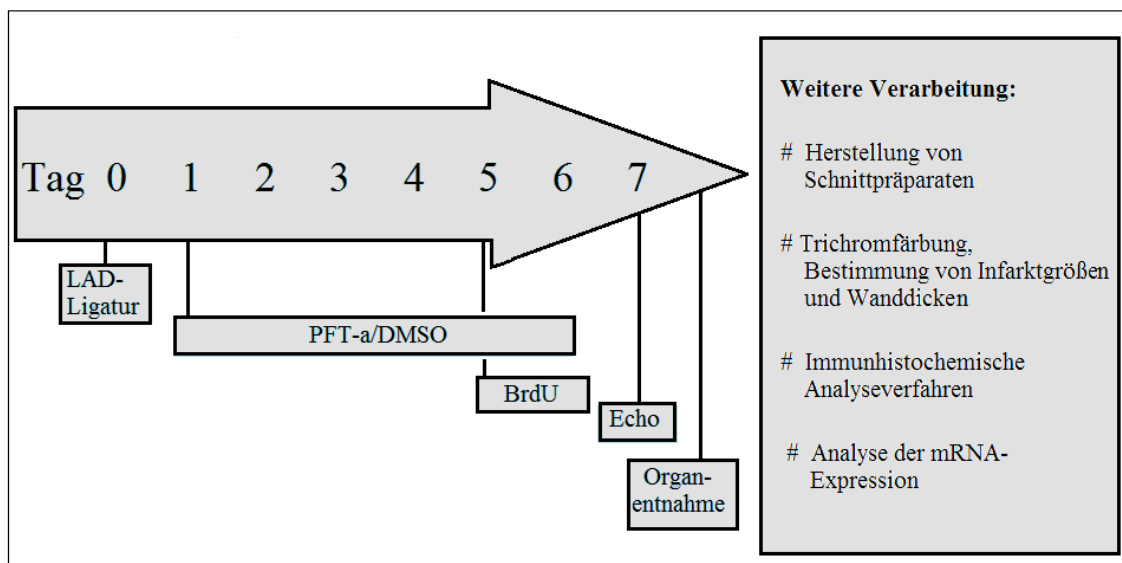 Tag 0 1 2 3 4 5 6 7
LAD-
Ligatur
PFT-a/DMSO
BrdU
Echo
Organ-
entnahme
Weitere Verarbeitung:
# Herstellung von
Schnittpräparaten
# Trichromfärbung,
Bestimmung von Infarktgrößen
und Wanddicken
# Immunhistochemische
Analyseverfahren
# Analyse der mRNA-
Expression